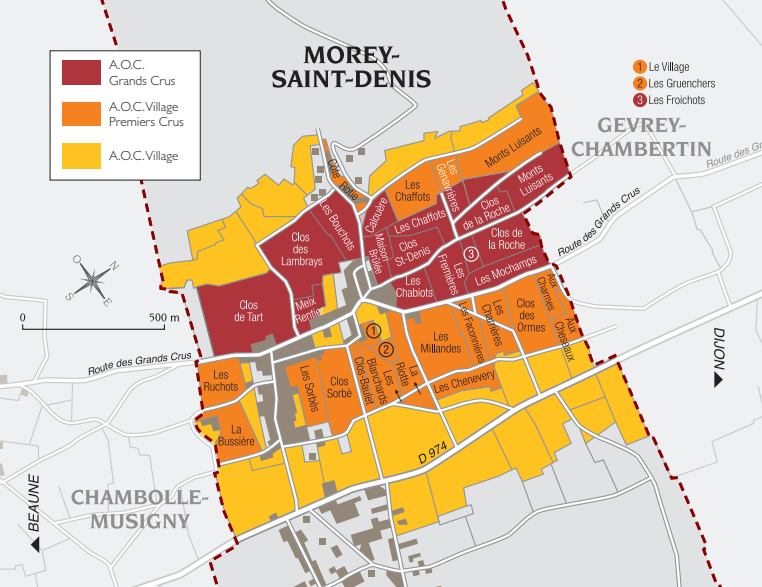 MOREY-
SAINT-DENIS
A.O.C.
Grands Crus
A.O.C. Village
Premiers Crus
A.O.C. Village
1 Le Village
2 Les Gruenchers
3 Les Froichots
GEVREY-
CHAMBERTIN
Route des Gr
Route des Grands Crus
Côte Rôtie
Monts Luisants
Les
Genavrières
Les
Chaffots
Monts
Luisants
Les Bouchots
Calouère
Les Chaffots
Clos
de la Roche
Maison
Brûlée
Clos
St-Denis
3
Clos de
la Roche
Clos
des
Lambrays
Les
Fremières
Les Mochamps
Les
Chabiots
O
N
S
E
0
500 m
Clos
de Tart
Meix
Rentier
Aux
Charmes
Les Faconnières
Les
Charrières
Clos
des
Ormes
Aux
Cheseaux
1
2
Les
Millandes
Route des Grands Crus
Les
Ruchots
Les Sorbès
Clos
Sorbè
Clos-Baulet
Blanchards
Les
Riotte
La
Les Chenevery
La
Bussière
D 974
DIJON
CHAMBOLLE-
MUSIGNY
BEAUNE